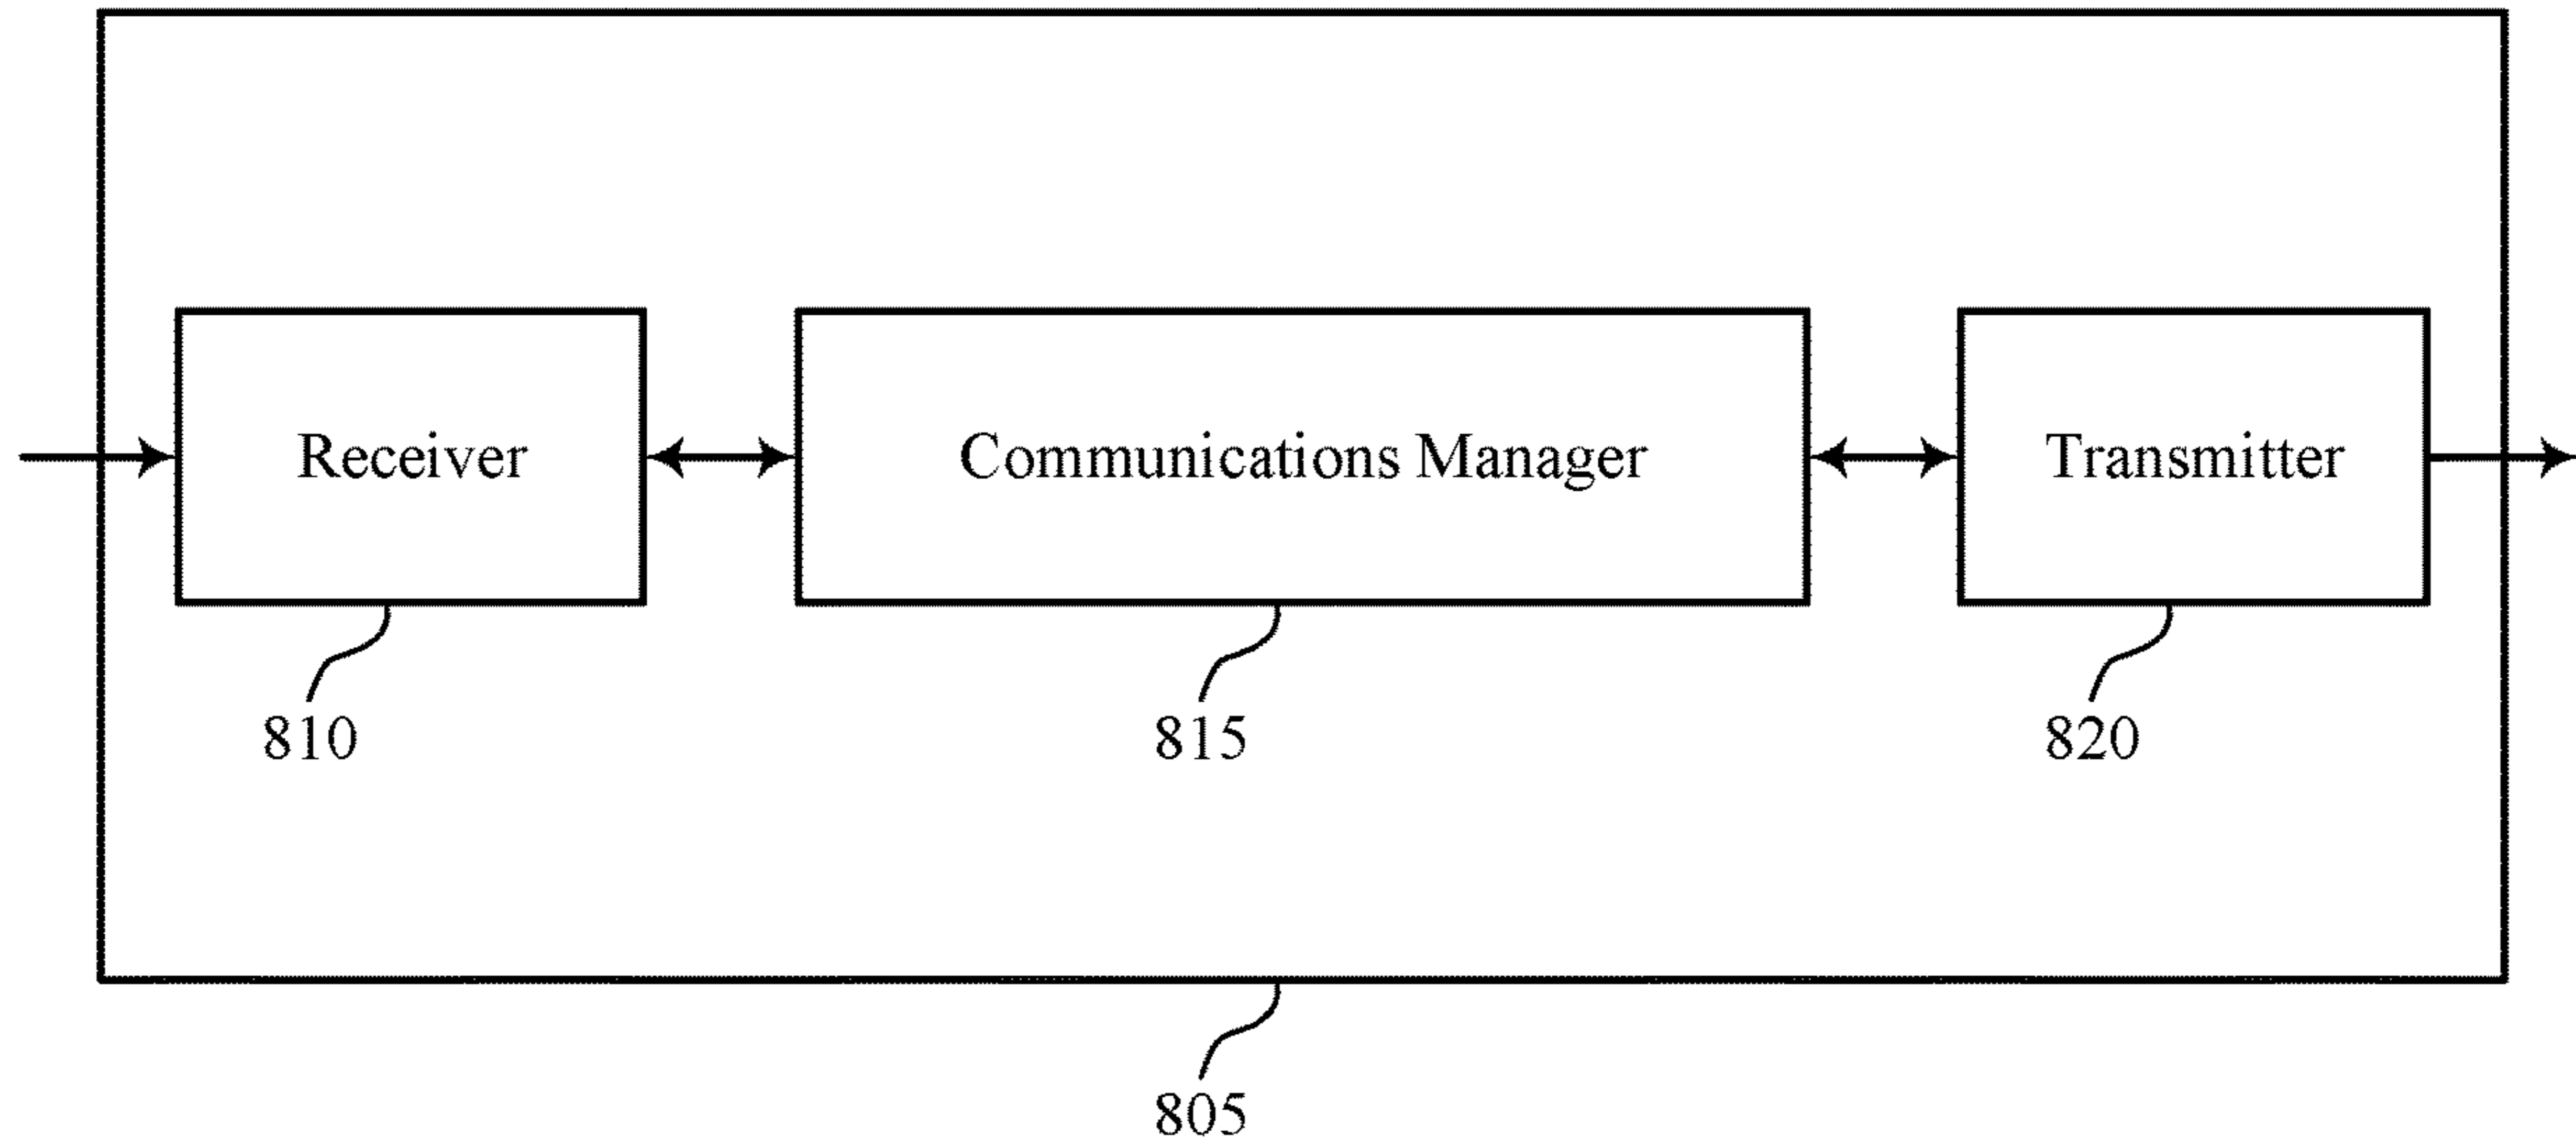 Receiver
Communications Manager
Transmitter
810
815
820
805